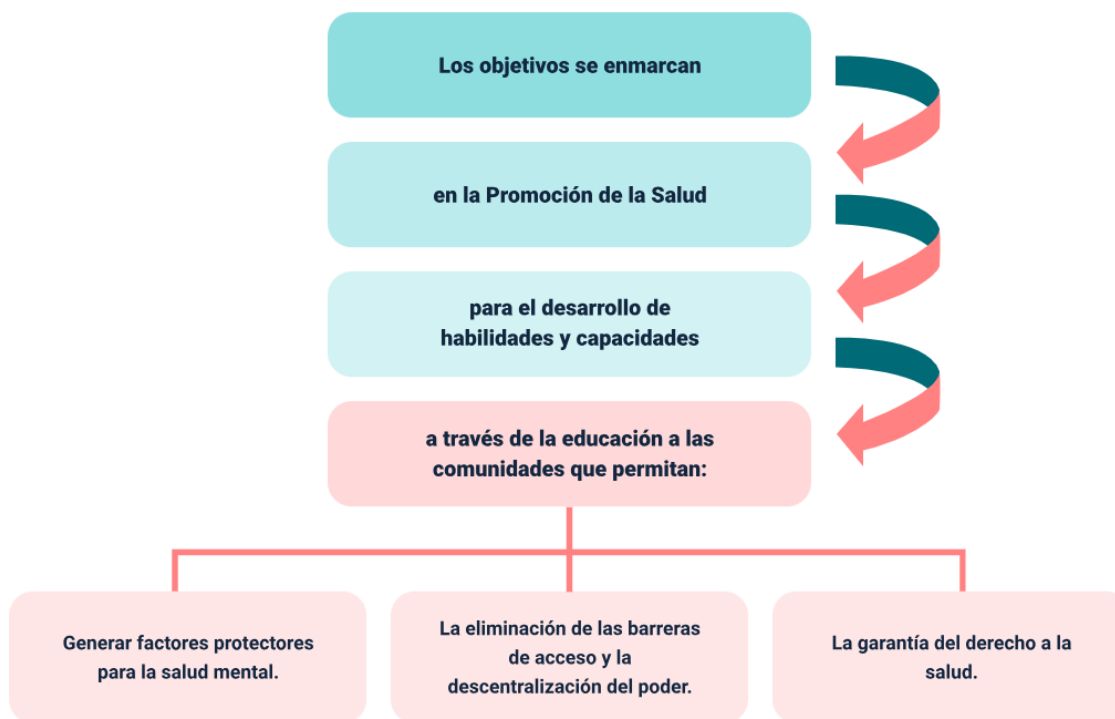 Los objetivos se enmarcan
en la Promoción de la Salud
para el desarrollo de
habilidades y capacidades
a través de la educación a las
comunidades que permitan:
Generar factores protectores
para la salud mental.
La eliminación de las barreras
de acceso y la
descentralización del poder.
La garantía del derecho a la
salud.